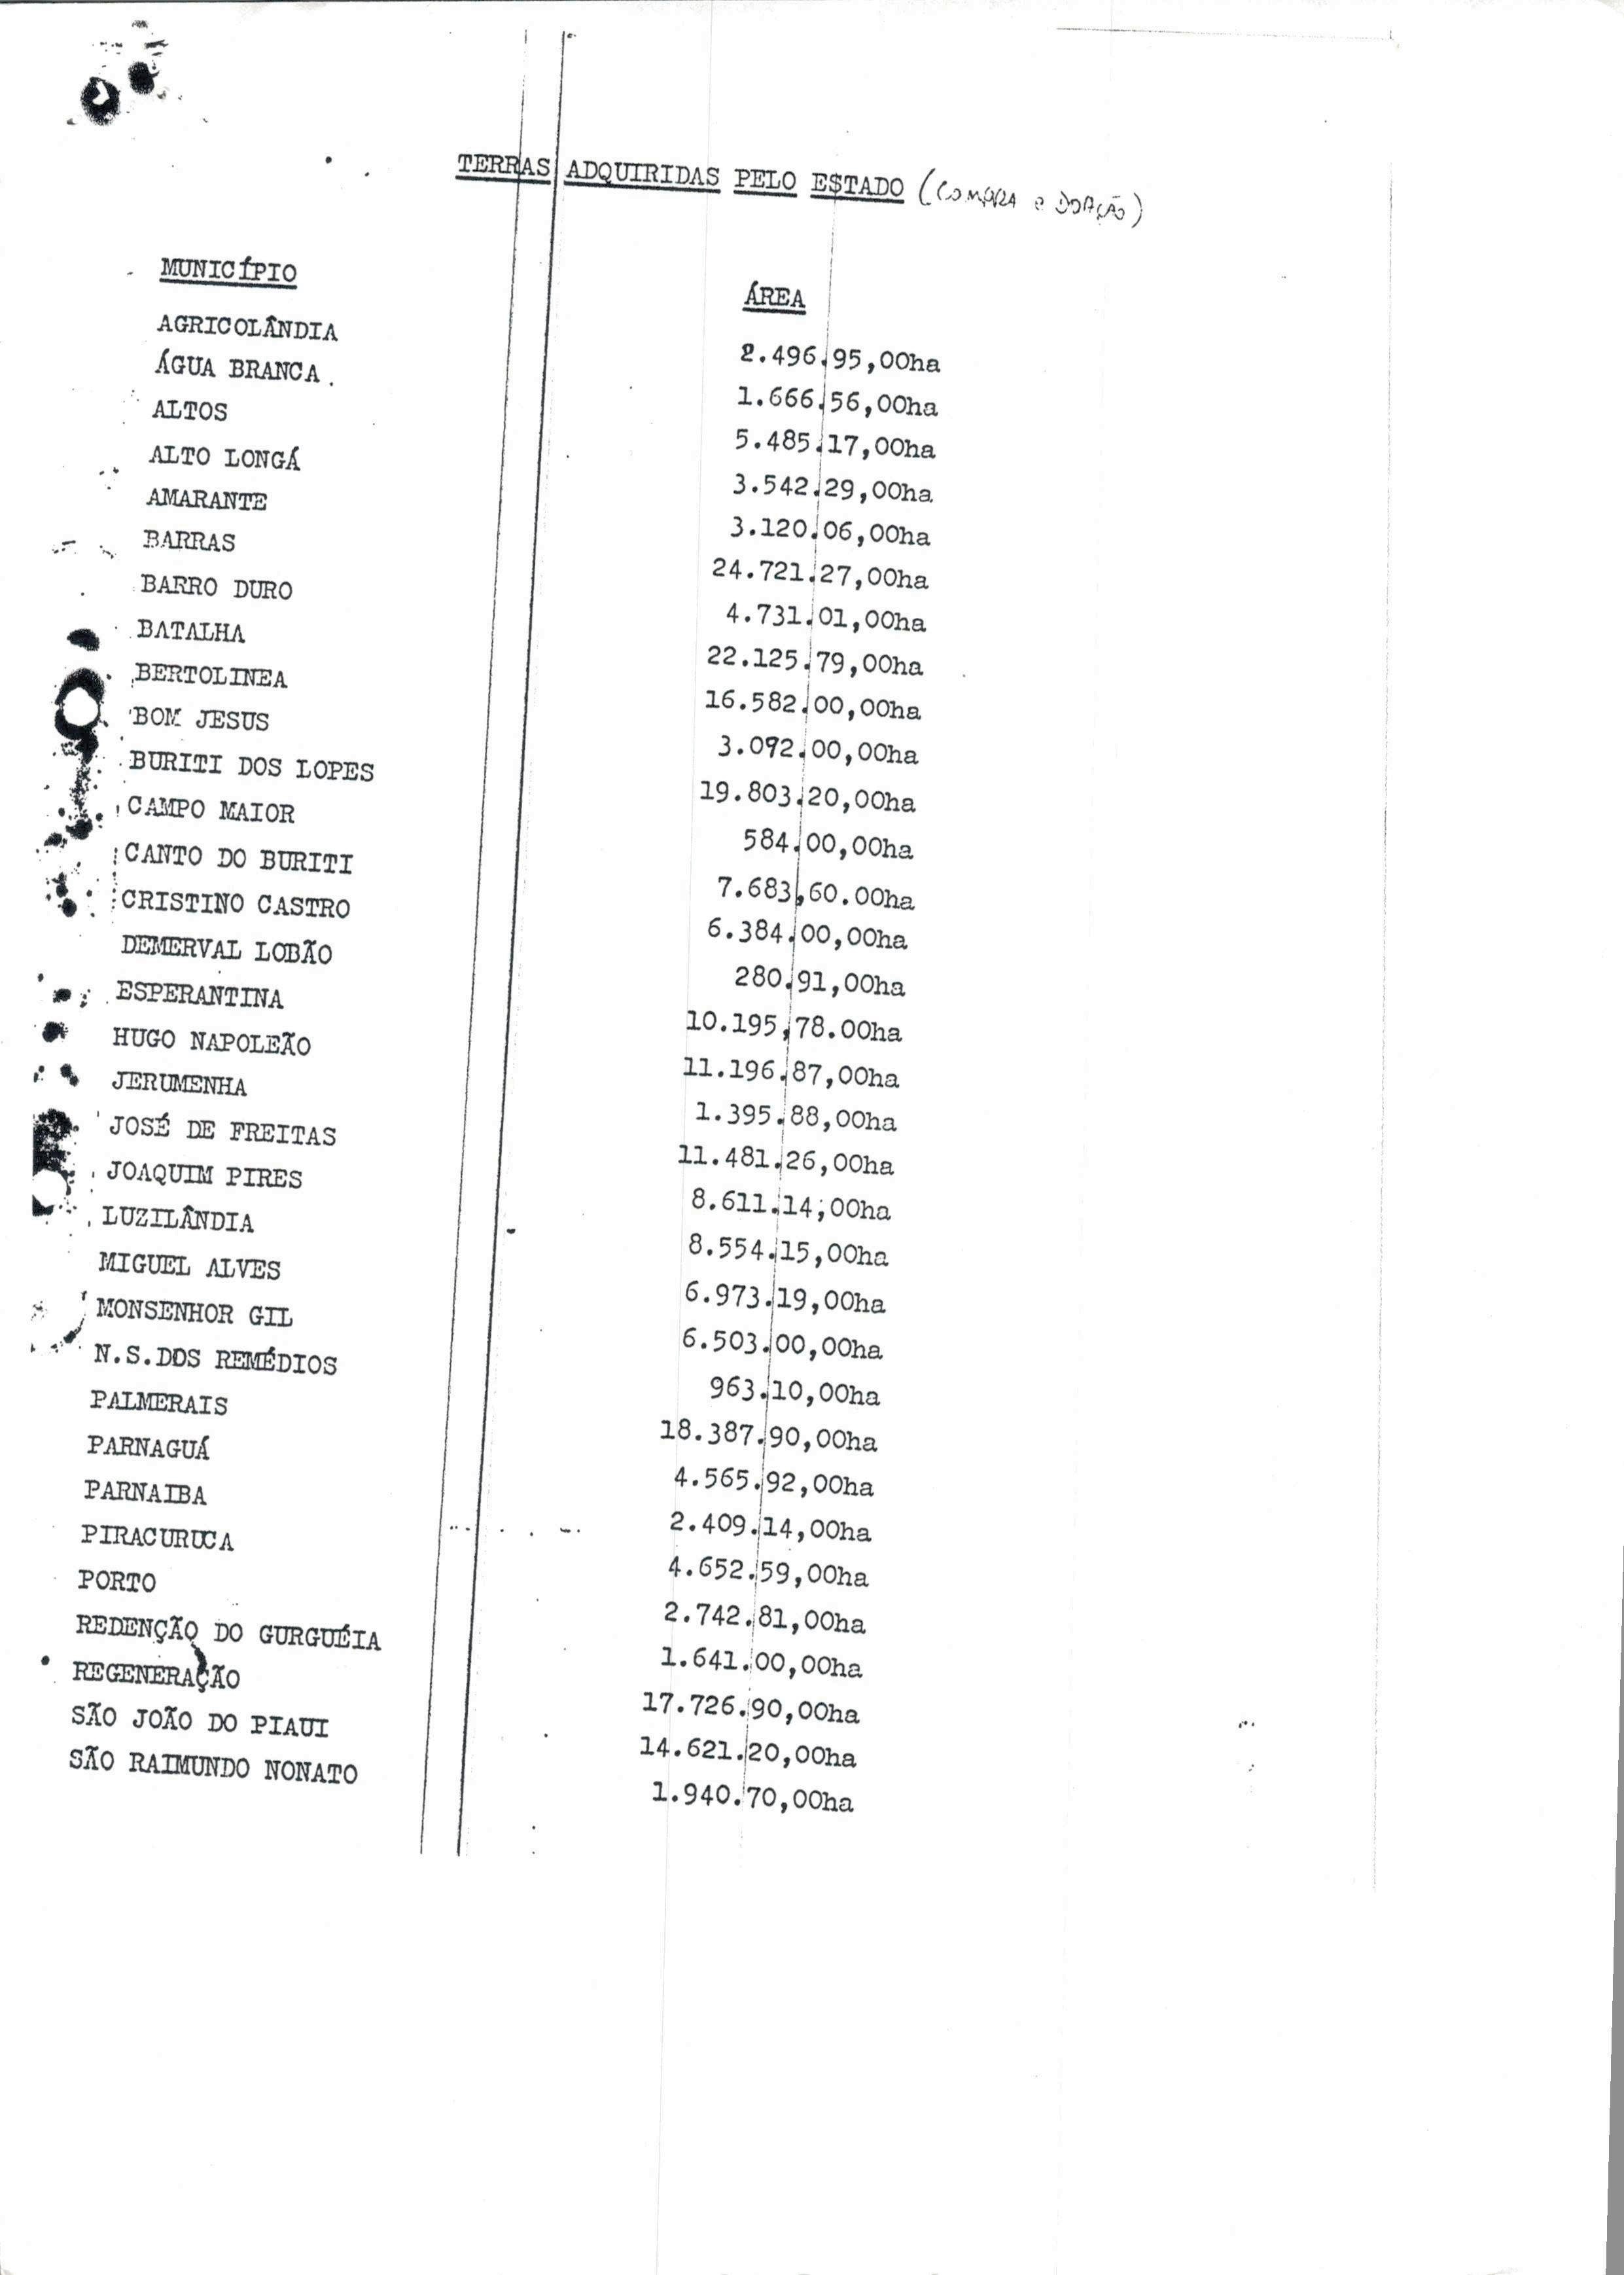 TERRAS ADQUIRIDAS PELO ESTADO (COMPRA e DOAÇÃO)
MUNICÍPIO ÁREA
AGRICOLÂNDIA 2.496.95,00ha
ÁGUA BRANCA. 1.666.56,00ha
ALTOS 5.485.17,00ha
ALTO LONGÁ 3.542.29,00ha
AMARANTE 3.120.06,00ha
BARRAS 24.721.27,00ha
BARRO DURO 4.731.01,00ha
BATALHA 22.125.79,00ha
BERTOLINEA 16.582.00,00ha
BOM JESUS 3.092.00,00ha
BURITI DOS LOPES 19.803.20,00ha
CAMPO MAIOR 584.00,00ha
CANTO DO BURITI 7.683,60.00ha
CRISTINO CASTRO 6.384.00,00ha
DEMERVAL LOBÃO 280.91,00ha
ESPERANTINA 10.195,78.00ha
HUGO NAPOLEÃO 11.196.87,00ha
JERUMENHA 1.395.88,00ha
JOSÉ DE FREITAS 11.481.26,00ha
JOAQUIM PIRES 8.611.14,00ha
LUZILÂNDIA 8.554.15,00ha
MIGUEL ALVES 6.973.19,00ha
MONSENHOR GIL 6.503.00,00ha
N.S.DOS REMÉDIOS 963.10,00ha
PALMERAIS 18.387.90,00ha
PARNAGUÁ 4.565.92,00ha
PARNAIBA 2.409.14,00ha
PIRACURUCA 4.652.59,00ha
PORTO 2.742.81,00ha
REDENÇÃO DO GURGUÉIA 1.641.00,00ha
REGENERAÇÃO 17.726.90,00ha
SÃO JOÃO DO PIAUI 14.621.20,00ha
SÃO RAIMUNDO NONATO 1.940.70,00ha